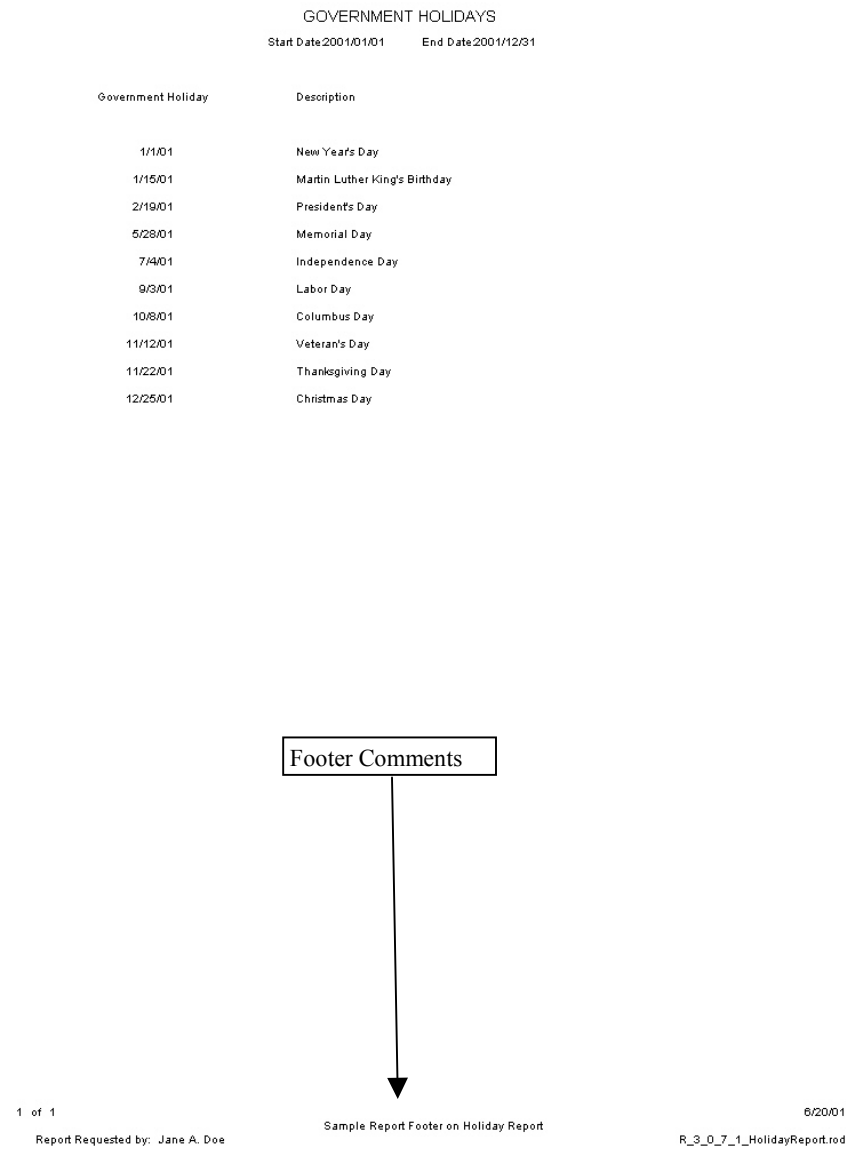 GOVERNMENT HOLIDAYS
Start Date:2001/01/01 End Date:2001/12/31
Government Holiday Description
1/1/01 New Year's Day
1/15/01 Martin Luther King's Birthday
2/19/01 President's Day
5/28/01 Memorial Day
7/4/01 Independence Day
9/3/01 Labor Day
10/8/01 Columbus Day
11/12/01 Veteran's Day
11/22/01 Thanksgiving Day
12/25/01 Christmas Day
Footer Comments
1 of 1 6/20/01
Sample Report Footer on Holiday Report
Report Requested by: Jane A. Doe R_3_0_7_1_HolidayReport.rod